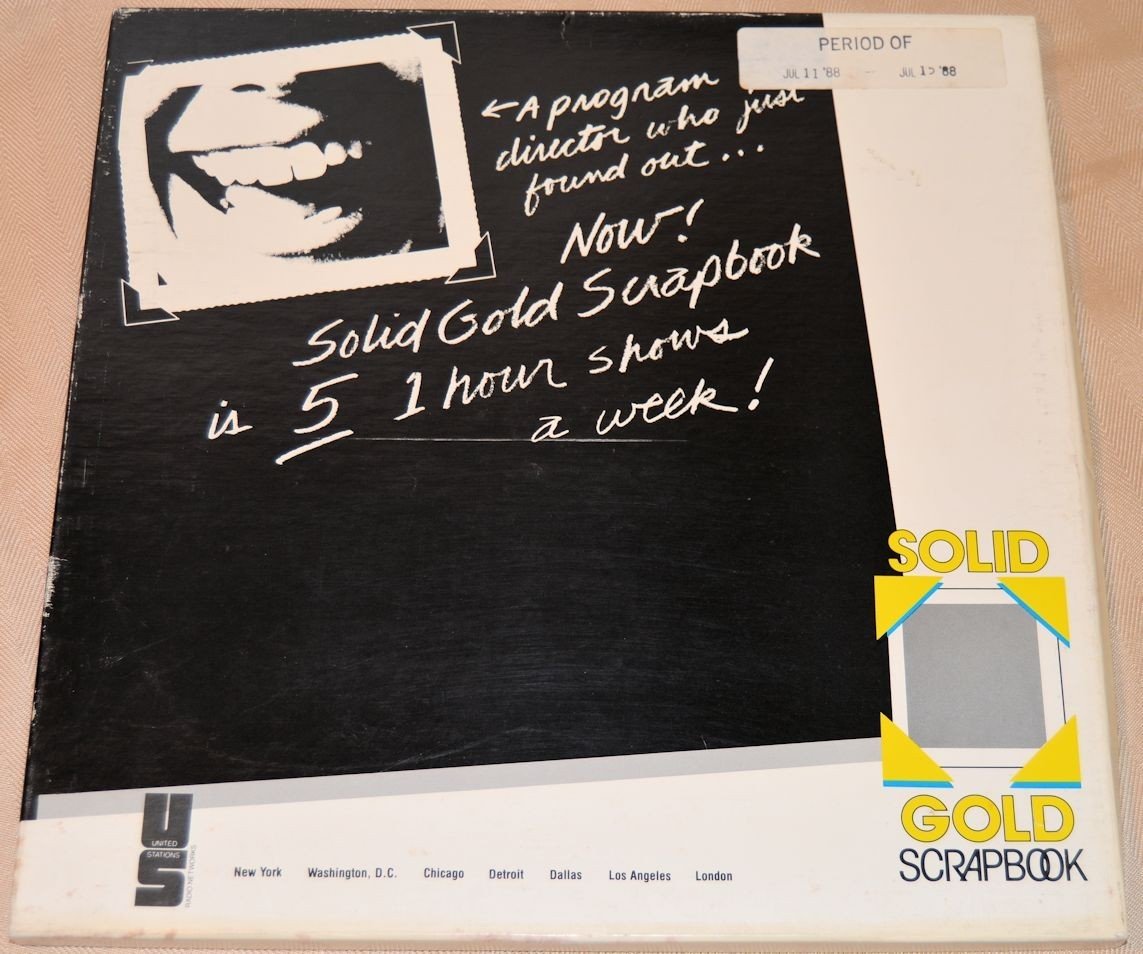 PERIOD OF
JUL 11 '88 — JUL 15 '88
←A program
director who just
found out...
Now!
Solid Gold Scrapbook
is 5 1 hour shows
a week!
SOLID
GOLD
SCRAPBOOK
US
UNITED
STATIONS
RADIO NETWORKS
New York Washington, D.C. Chicago Detroit Dallas Los Angeles London